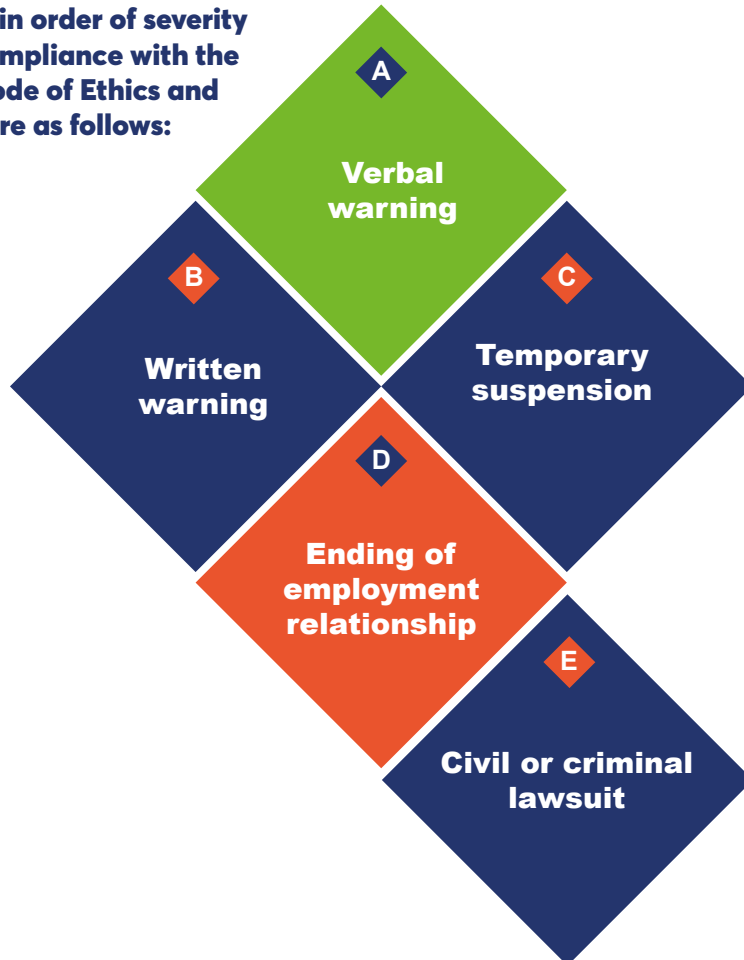 in order of severity
mpliance with the
ode of Ethics and
re as follows:
A
Verbal
warning
B
Written
warning
C
Temporary
suspension
D
Ending of
employment
relationship
E
Civil or criminal
lawsuit